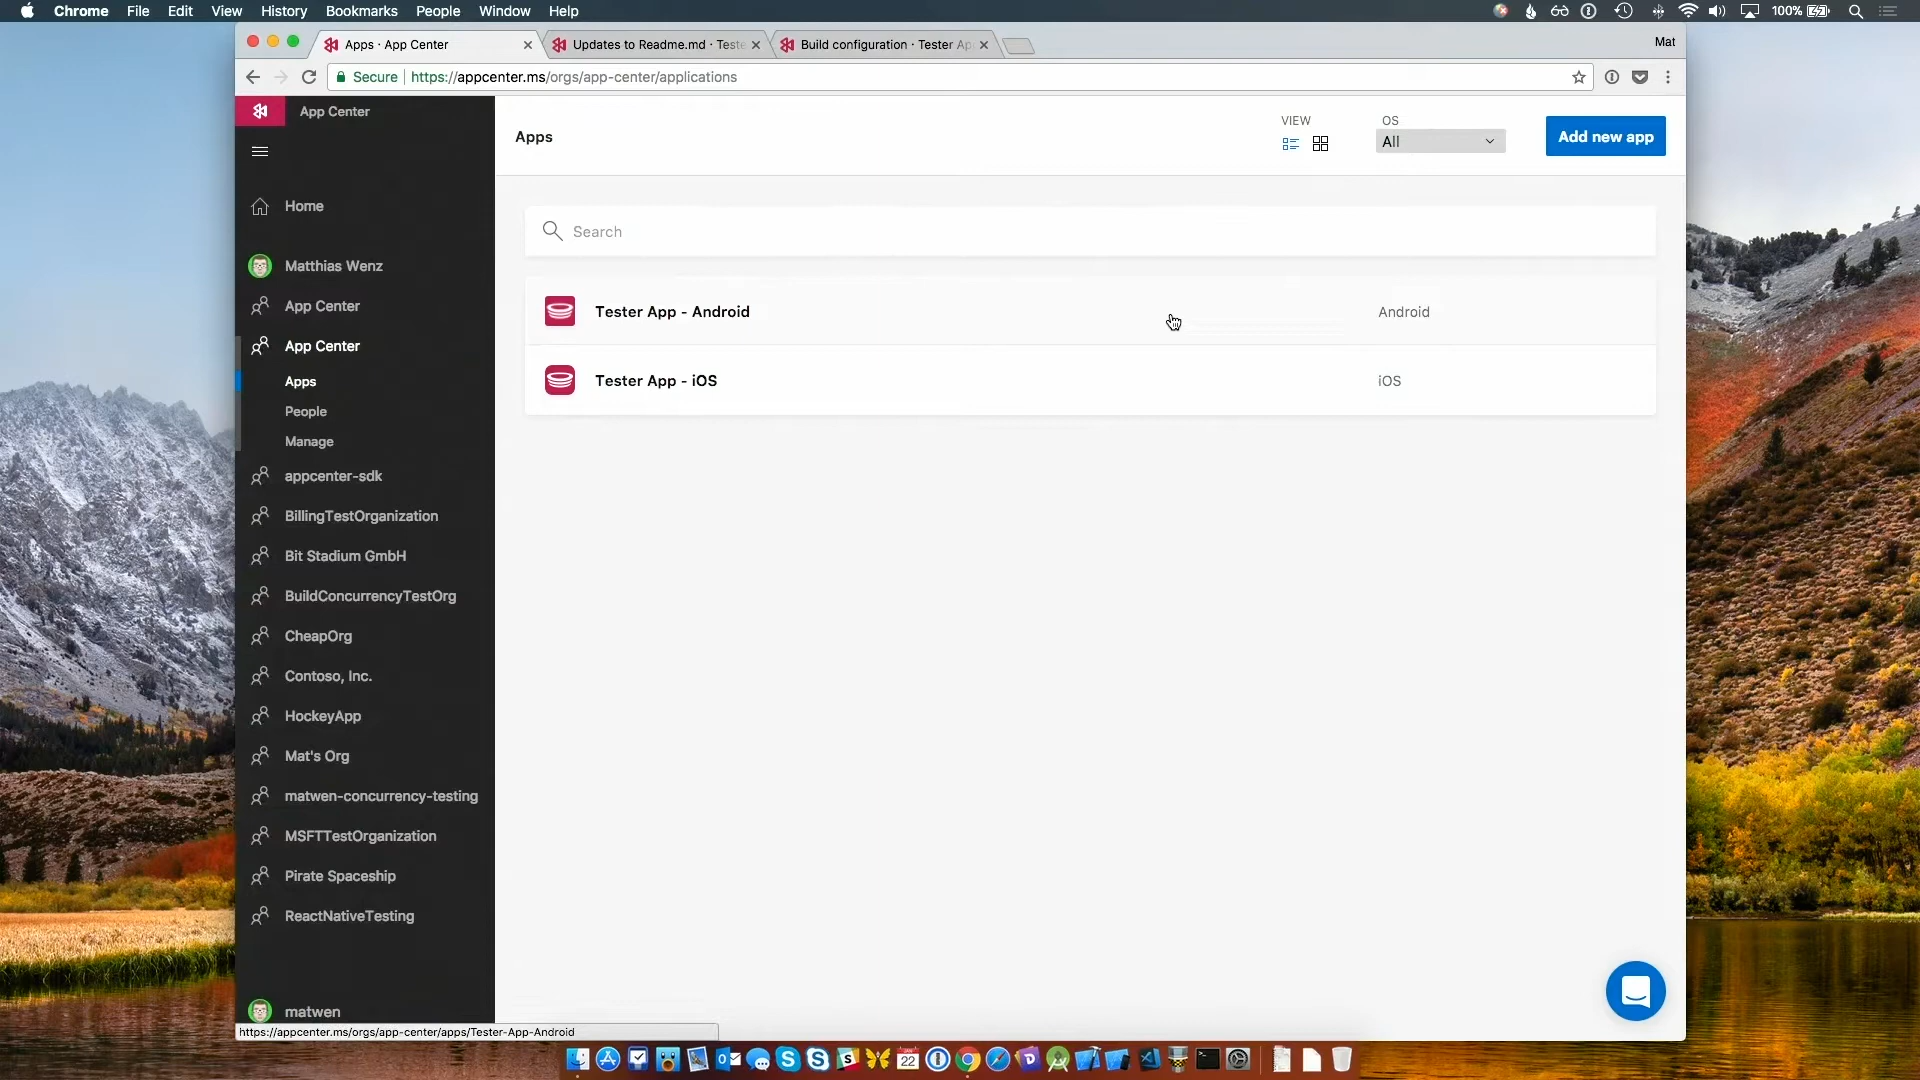 Chrome File Edit View History Bookmarks People Window Help
100%
Apps · App Center
Updates to Readme.md · Teste
Build configuration · Tester Ap
Mat
Secure https://appcenter.ms/orgs/app-center/applications
App Center
Apps
VIEW
OS
All
Add new app
Home
Search
Matthias Wenz
App Center
Tester App - Android
Android
App Center
Apps
Tester App - iOS
iOS
People
Manage
appcenter-sdk
BillingTestOrganization
Bit Stadium GmbH
BuildConcurrencyTestOrg
CheapOrg
Contoso, Inc.
HockeyApp
Mat's Org
matwen-concurrency-testing
MSFTTestOrganization
Pirate Spaceship
ReactNativeTesting
matwen
https://appcenter.ms/orgs/app-center/apps/Tester-App-Android
22